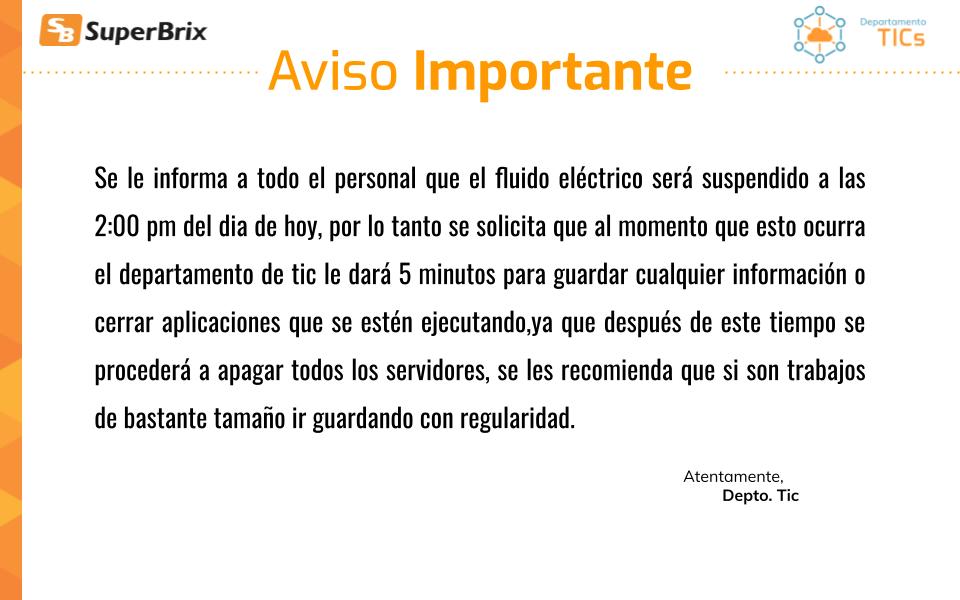 SB SuperBrix
Departamento
TICs
Aviso Importante
Se le informa a todo el personal que el fluido eléctrico será suspendido a las
2:00 pm del dia de hoy, por lo tanto se solicita que al momento que esto ocurra
el departamento de tic le dará 5 minutos para guardar cualquier información o
cerrar aplicaciones que se estén ejecutando,ya que después de este tiempo se
procederá a apagar todos los servidores, se les recomienda que si son trabajos
de bastante tamaño ir guardando con regularidad.
Atentamente,
Depto. Tic